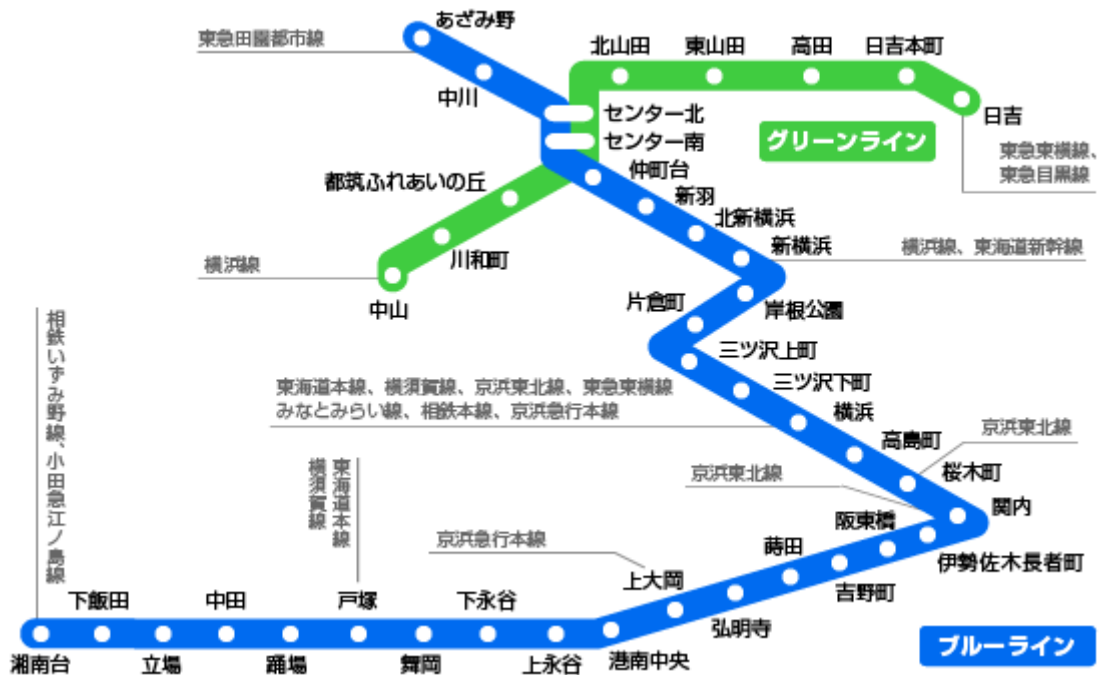 あざみ野
東急田園都市線
中川
北山田
東山田
高田
日吉本町
センター北
センター南
日吉
グリーンライン
東急東横線、
東急目黒線
仲町台
都筑ふれあいの丘
新羽
北新横浜
新横浜
横浜線、東海道新幹線
川和町
横浜線
中山
片倉町
岸根公園
三ツ沢上町
三ツ沢下町
東海道本線、横須賀線、京浜東北線、東急東横線
みなとみらい線、相鉄本線、京浜急行本線
横浜
高島町
京浜東北線
桜木町
京浜東北線
関内
阪東橋
伊勢佐木長者町
蒔田
吉野町
京浜急行本線
上大岡
弘明寺
相鉄いずみ野線、小田急江ノ島線
東海道本線
横須賀線
下飯田
中田
戸塚
下永谷
湘南台
立場
踊場
舞岡
上永谷
港南中央
ブルーライン